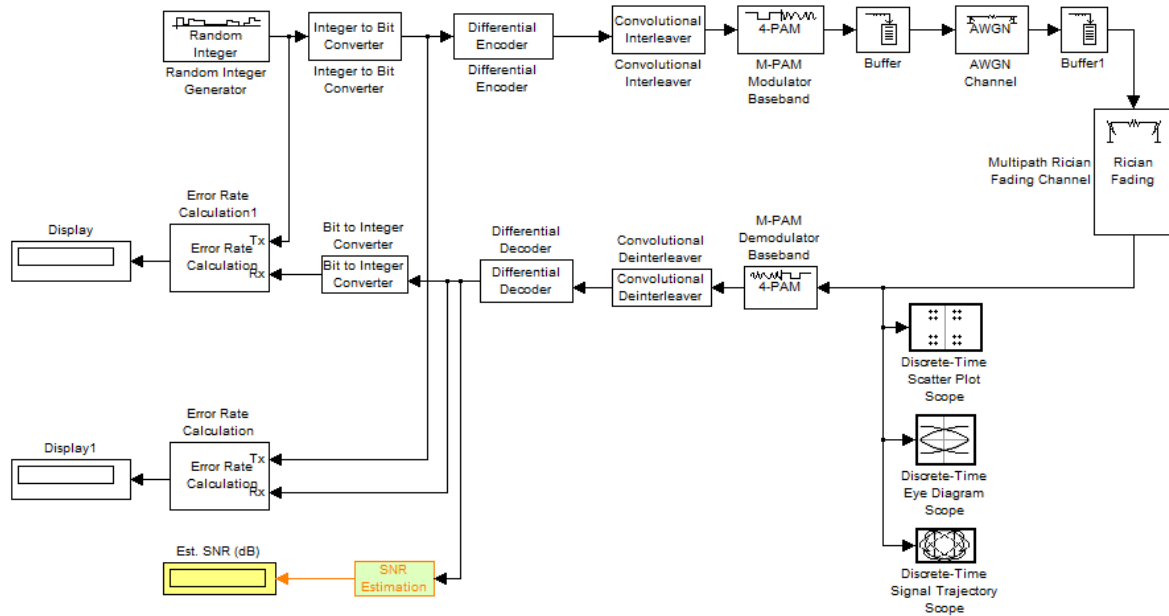 Random
Integer
Random Integer
Generator
Integer to Bit
Converter
Integer to Bit
Converter
Differential
Encoder
Differential
Encoder
Convolutional
Interleaver
Convolutional
Interleaver
4-PAM
M-PAM
Modulator
Baseband
Buffer
AWGN
AWGN
Channel
Buffer1
Multipath Rician
Fading Channel
Rician
Fading
Display
Error Rate
Calculation1
Error Rate
Calculation
Tx
Rx
Bit to Integer
Converter
Bit to Integer
Converter
Differential
Decoder
Differential
Decoder
Convolutional
Deinterleaver
Convolutional
Deinterleaver
M-PAM
Demodulator
Baseband
4-PAM
Discrete-Time
Scatter Plot
Scope
Display1
Error Rate
Calculation
Error Rate
Calculation
Tx
Rx
Discrete-Time
Eye Diagram
Scope
Est. SNR (dB)
SNR
Estimation
Discrete-Time
Signal Trajectory
Scope